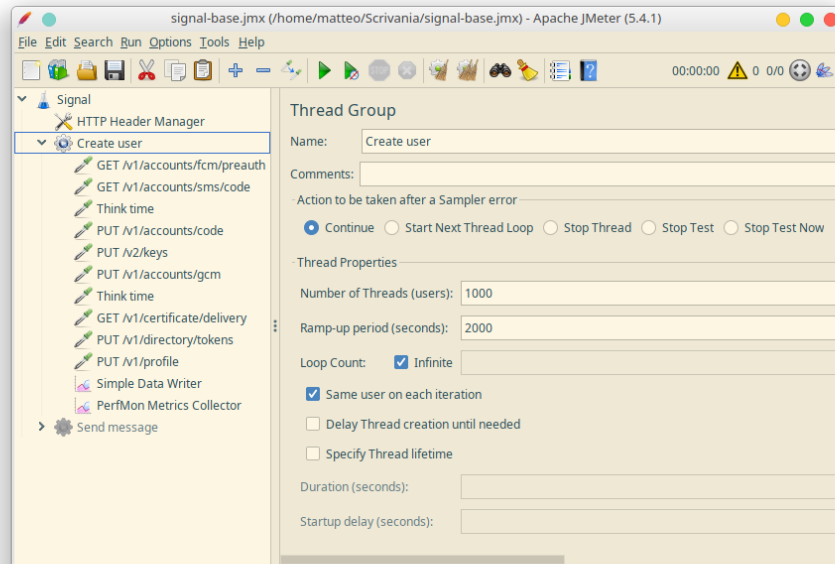 signal-base.jmx (/home/matteo/Scrivania/signal-base.jmx) - Apache JMeter (5.4.1)
File Edit Search Run Options Tools Help
STOP
00:00:00 0 0/0
Signal
HTTP Header Manager
Create user
GET /v1/accounts/fcm/preauth
GET /v1/accounts/sms/code
Think time
PUT /v1/accounts/code
PUT /v2/keys
PUT /v1/accounts/gcm
Think time
GET /v1/certificate/delivery
PUT /v1/directory/tokens
PUT /v1/profile
Simple Data Writer
PerfMon Metrics Collector
Send message
Thread Group
Name: Create user
Comments:
Action to be taken after a Sampler error
Continue Start Next Thread Loop Stop Thread Stop Test Stop Test Now
Thread Properties
Number of Threads (users): 1000
Ramp-up period (seconds): 2000
Loop Count: Infinite
Same user on each iteration
Delay Thread creation until needed
Specify Thread lifetime
Duration (seconds):
Startup delay (seconds):